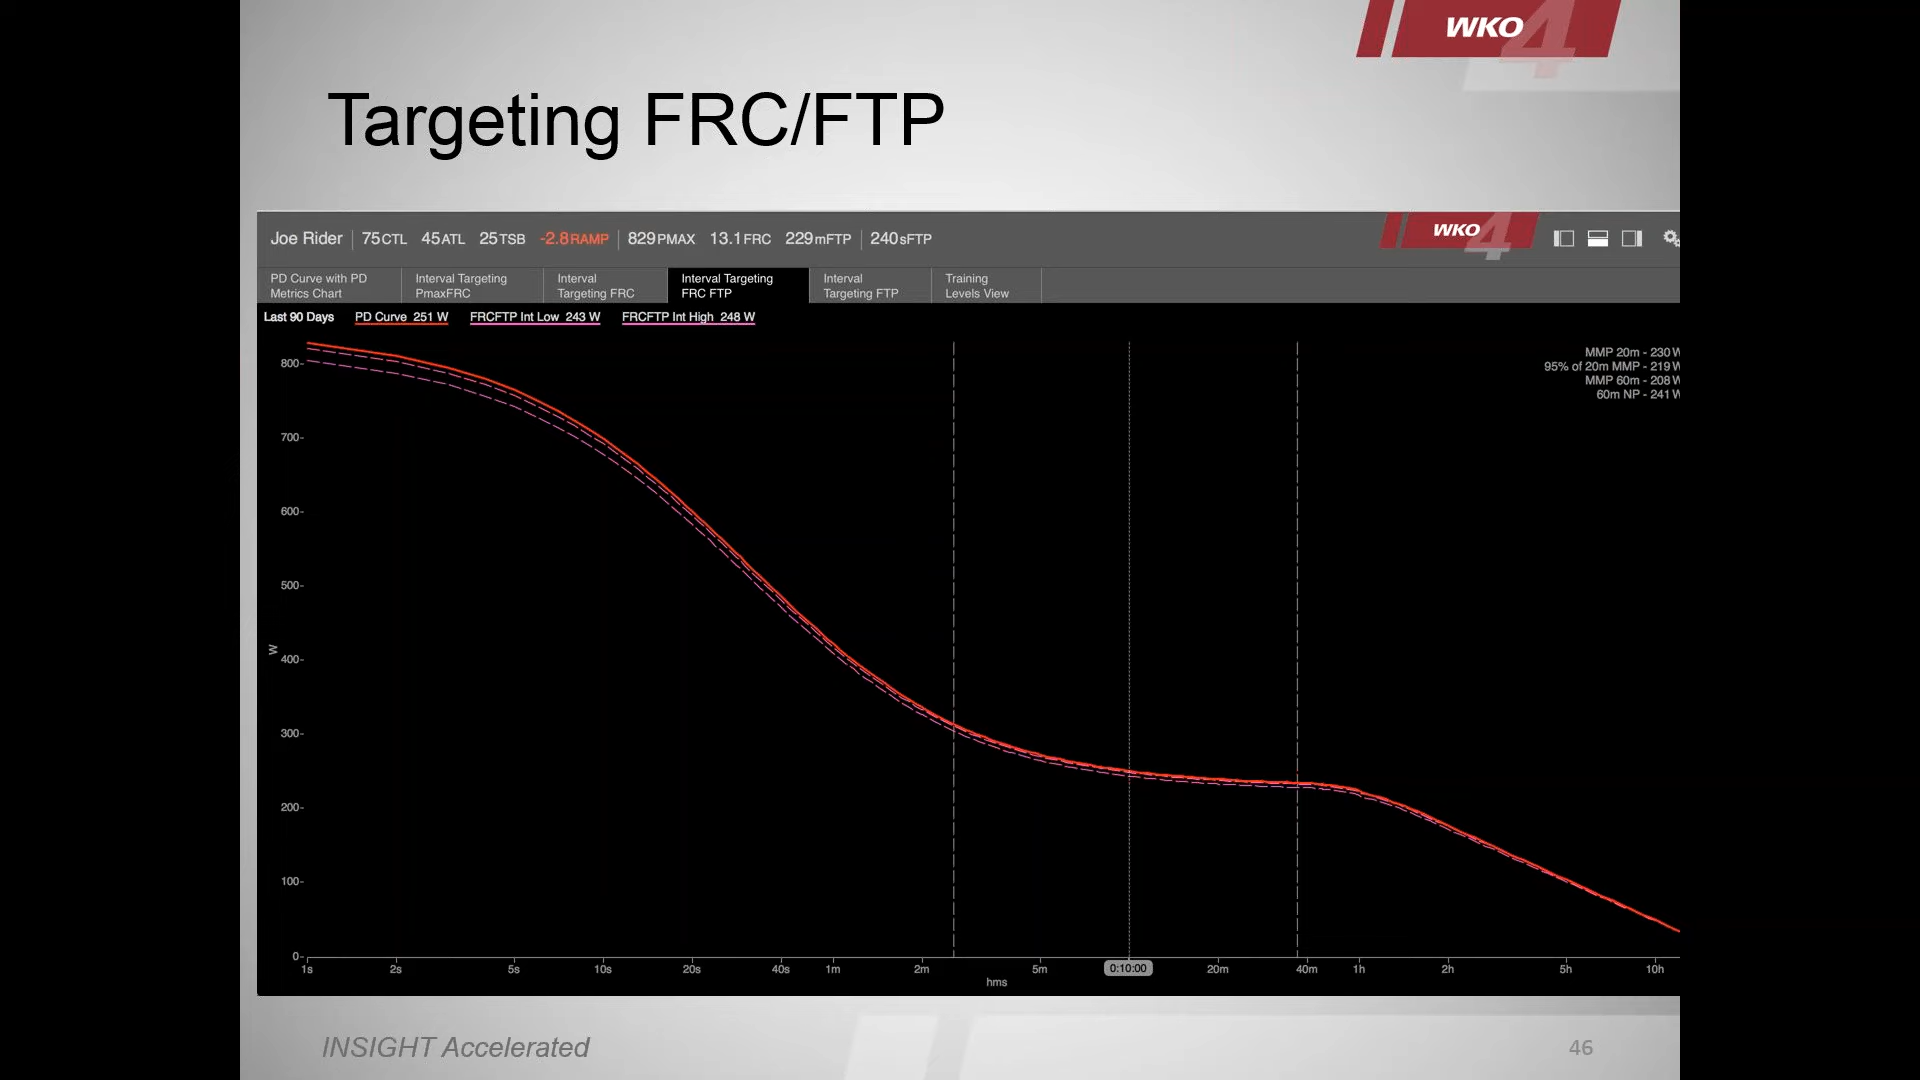 WKO4
Targeting FRC/FTP
Joe Rider 75CTL 45ATL 25TSB -2.8RAMP 829PMAX 13.1FRC 229mFTP 240sFTP
WKO4
PD Curve with PD
Metrics Chart
Interval Targeting
PmaxFRC
Interval
Targeting FRC
Interval Targeting
FRC FTP
Interval
Targeting FTP
Training
Levels View
Last 90 Days PD Curve 251 W FRCFTP Int Low 243 W FRCFTP Int High 248 W
MMP 20m - 230 W
95% of 20m MMP - 219 W
MMP 60m - 208 W
60m NP - 241 W
800-
700-
600-
500-
W
400-
300-
200-
100-
0-
1s 2s 5s 10s 20s 40s 1m 2m 5m 0:10:00 20m 40m 1h 2h 5h 10h
hms
INSIGHT Accelerated
46